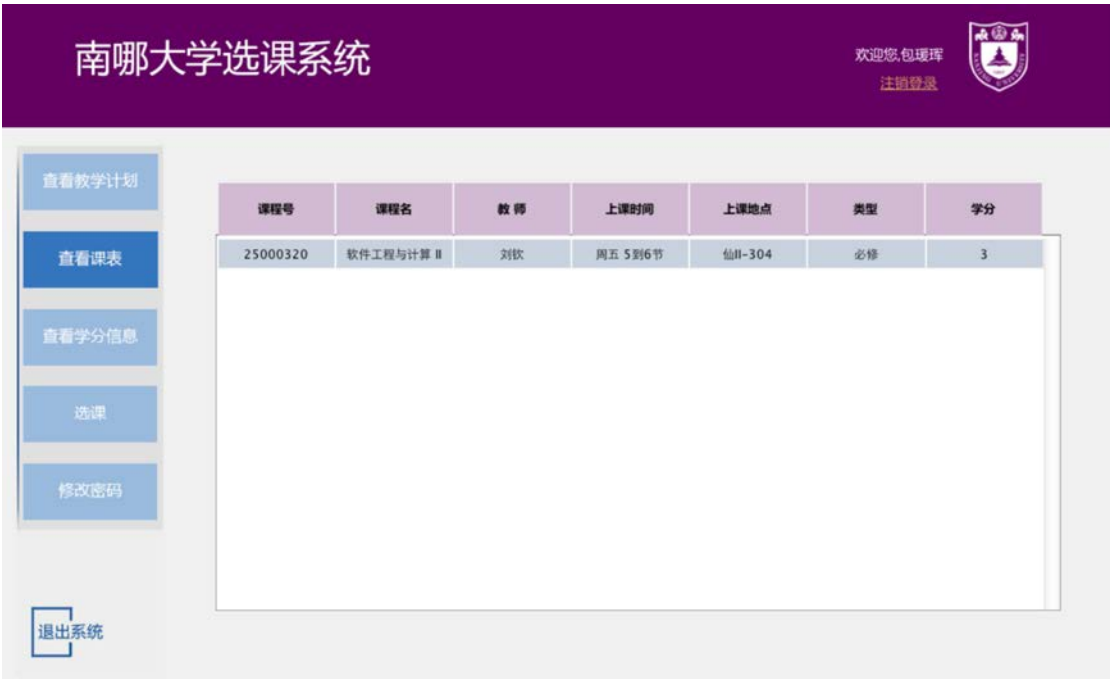 南哪大学选课系统
欢迎您,包瑗珲
注销登录
查看教学计划
查看课表
查看学分信息
选课
修改密码
退出系统
课程号 课程名 教 师 上课时间 上课地点 类型 学分
25000320 软件工程与计算 II 刘钦 周五 5到6节 仙II-304 必修 3